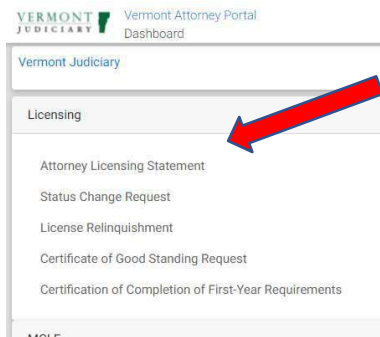 VERMONT
JUDICIARY
Vermont Attorney Portal
Dashboard
Vermont Judiciary
Licensing
Attorney Licensing Statement
Status Change Request
License Relinquishment
Certificate of Good Standing Request
Certification of Completion of First-Year Requirements